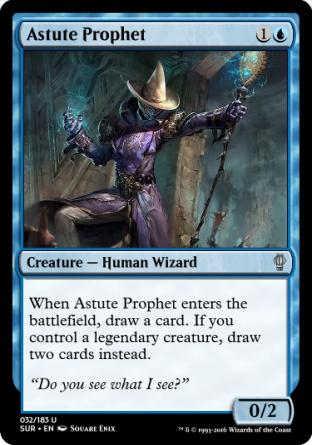 Astute Prophet 1
Creature — Human Wizard
When Astute Prophet enters the
battlefield, draw a card. If you
control a legendary creature, draw
two cards instead.
“Do you see what I see?”
0/2
032/183 U
SUR • EN Square Enix
™ & © 1993-2016 Wizards of the Coast